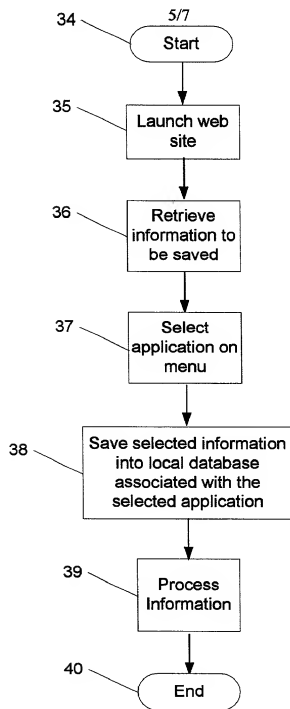 5/7
34
Start
35
Launch web
site
36
Retrieve
information to
be saved
37
Select
application on
menu
38
Save selected information
into local database
associated with the
selected application
39
Process
Information
40
End